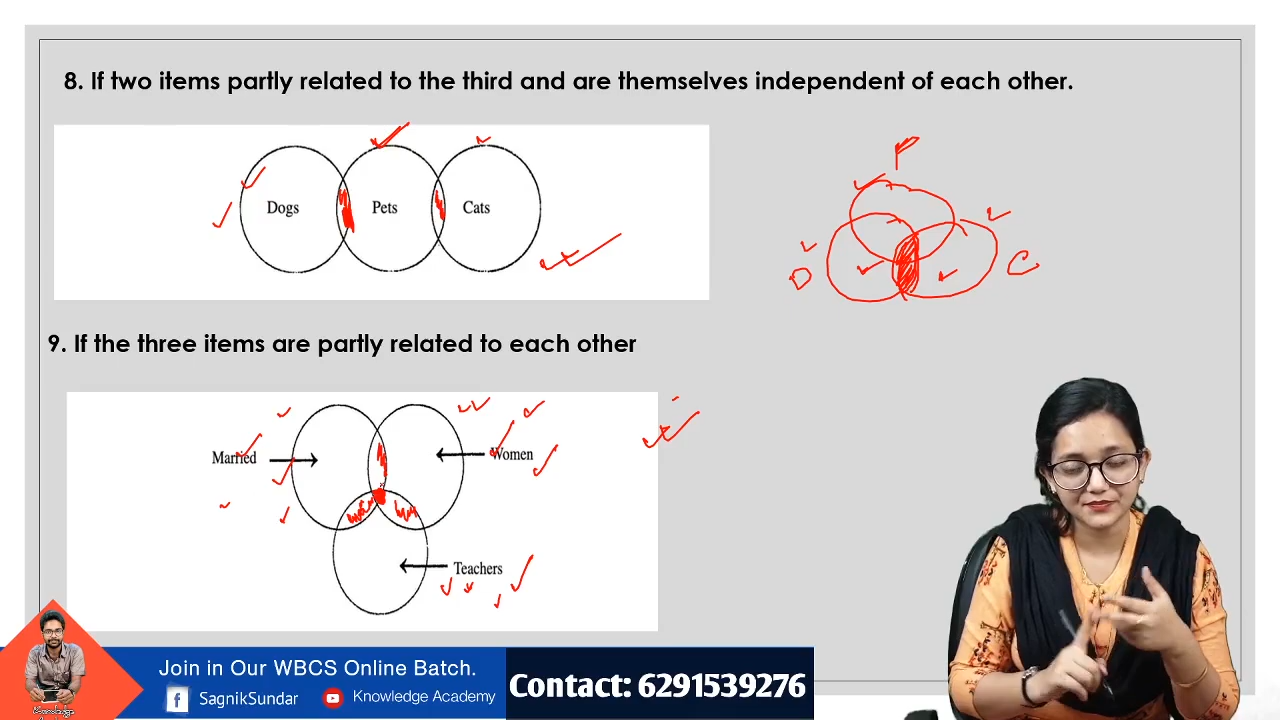 8. If two items partly related to the third and are themselves independent of each other.
Dogs Pets Cats
P
D C
9. If the three items are partly related to each other
Married Women
Teachers
Join in Our WBCS Online Batch.
SagnikSundar Knowledge Academy
Contact: 6291539276
Knowledge